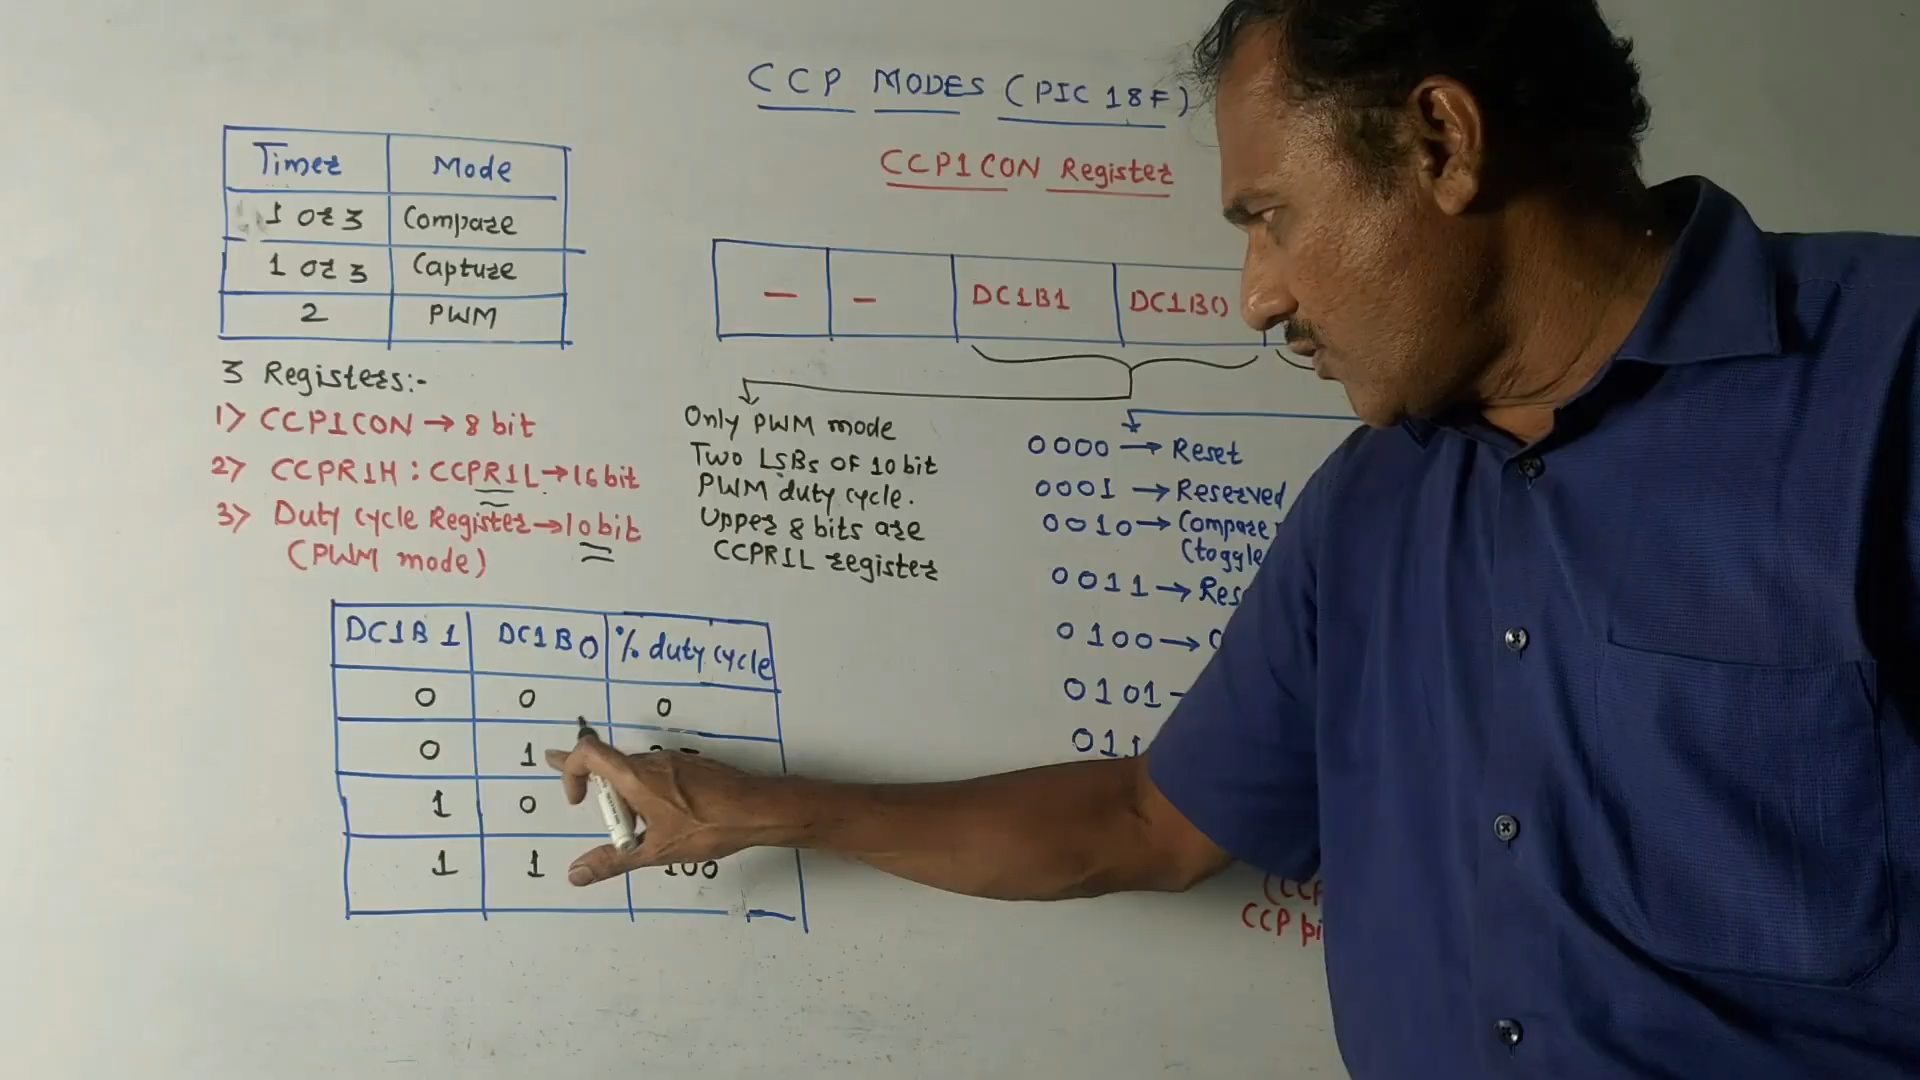 CCP MODES (PIC 18F)
CCP1CON Register
Timer Mode
1 or 3 Compare
1 or 3 Capture
2 PWM
— — DC1B1 DC1B0
3 Registers:-
1) CCP1CON → 8 bit
2) CCPR1H : CCPR1L → 16 bit
3) Duty cycle Register → 10 bit
(PWM mode)
Only PWM mode
Two LSBs OF 10 bit
PWM duty cycle.
Upper 8 bits are
CCPR1L register
0000 → Reset
0001 → Reserved
0010 → Compare
(toggle
0011 →
0100 →
0101
DC1B1 DC1B0 % duty cycle
0 0 0
0 1
1 0
1 1 100
CCP